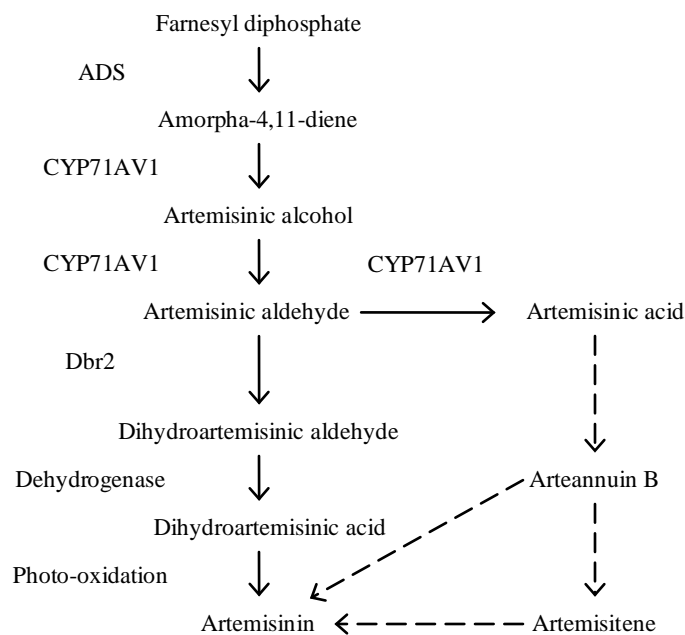 Farnesyl diphosphate
ADS
Amorpha-4,11-diene
CYP71AV1
Artemisinic alcohol
CYP71AV1
CYP71AV1
Artemisinic aldehyde
Artemisinic acid
Dbr2
Dihydroartemisinic aldehyde
Dehydrogenase
Arteannuin B
Dihydroartemisinic acid
Photo-oxidation
Artemisinin
Artemisitene